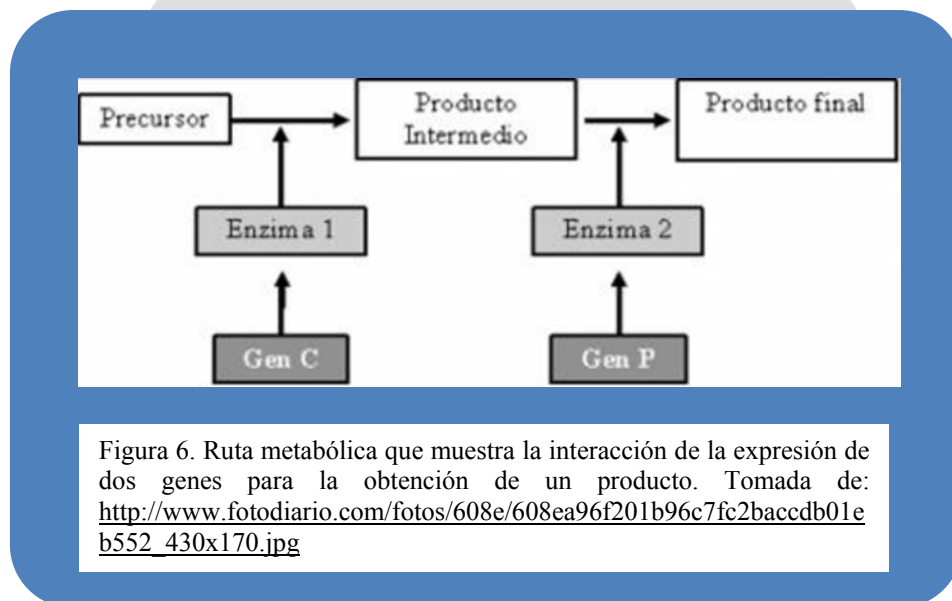 Precursor
Producto
Intermedio
Producto final
Enzima 1
Enzima 2
Gen C
Gen P
Figura 6. Ruta metabólica que muestra la interacción de la expresión de
dos genes para la obtención de un producto. Tomada de:
http://www.fotodiario.com/fotos/608e/608ea96f201b96c7fc2baccdb01e
b552_430x170.jpg